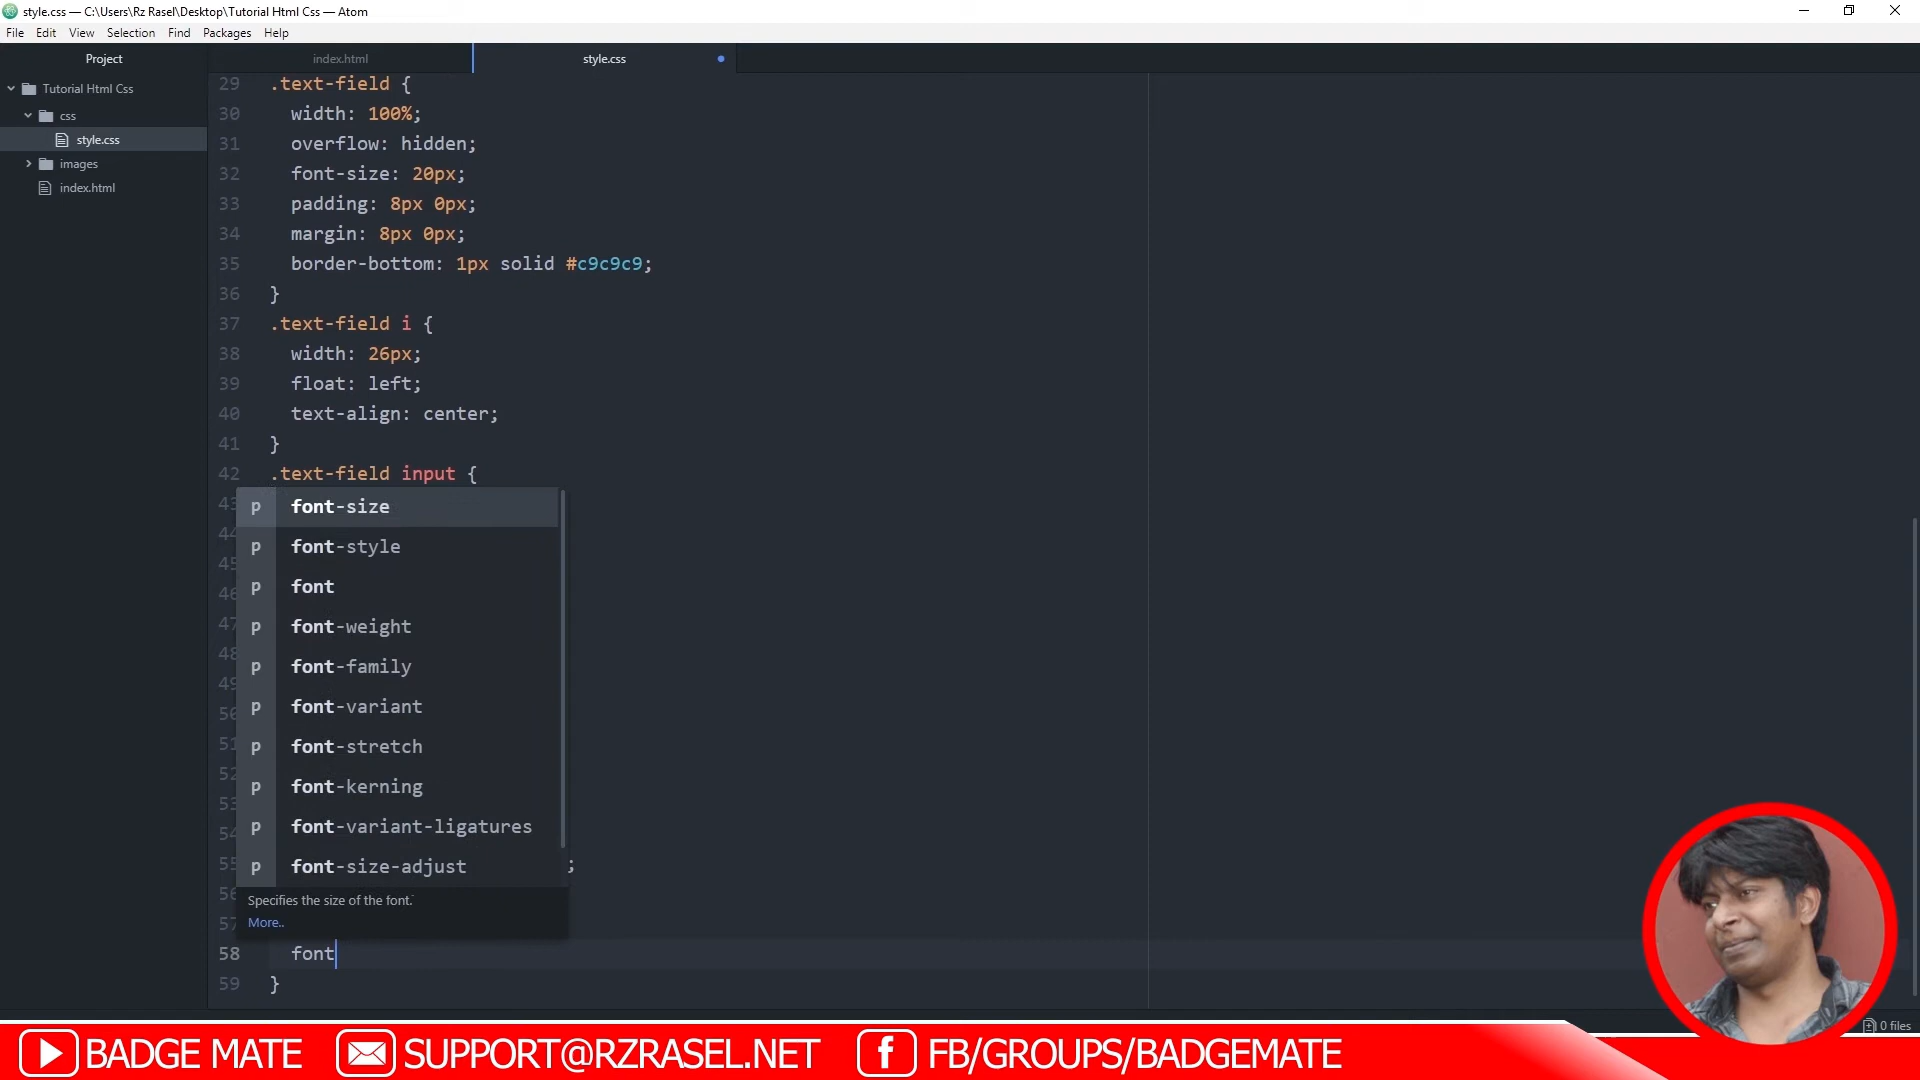 style.css — C:\Users\Rz Rasel\Desktop\Tutorial Html Css — Atom
File Edit View Selection Find Packages Help
Project
index.html
style.css
Tutorial Html Css
css
style.css
images
index.html
29 .text-field {
30 width: 100%;
31 overflow: hidden;
32 font-size: 20px;
33 padding: 8px 0px;
34 margin: 8px 0px;
35 border-bottom: 1px solid #c9c9c9;
36 }
37 .text-field i {
38 width: 26px;
39 float: left;
40 text-align: center;
41 }
42 .text-field input {
p font-size
p font-style
p font
p font-weight
p font-family
p font-variant
p font-stretch
p font-kerning
p font-variant-ligatures
p font-size-adjust ;
Specifies the size of the font.
More..
58 font
59 }
0 files
BADGE MATE SUPPORT@RZRASEL.NET FB/GROUPS/BADGEMATE